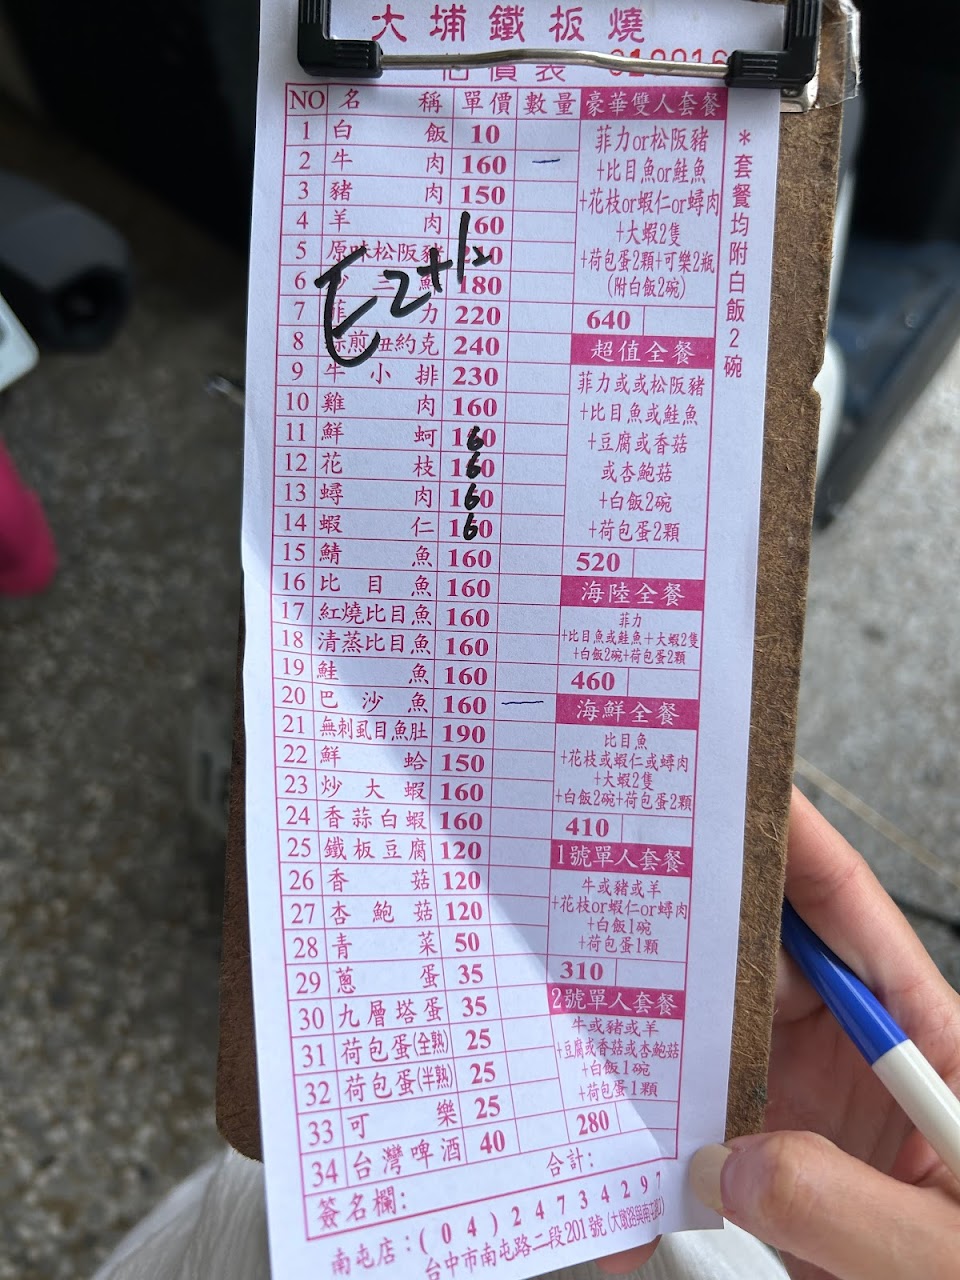 大埔鐵板燒
估價表
NO 名稱 單價 數量
1 白飯 10
2 牛肉 160 一
3 豬肉 150
4 羊肉 160
5 原味松阪豬
6 炒三鮮 180
7 菲力 220
8 香煎紐約克 240
9 牛小排 230
10 雞肉 160
11 鮮蚵 160
12 花枝 160
13 蟳肉 160
14 蝦仁 160
15 鯖魚 160
16 比目魚 160
17 紅燒比目魚 160
18 清蒸比目魚 160
19 鮭魚 160
20 巴沙魚 160 一
21 無刺虱目魚肚 190
22 鮮蛤 150
23 炒大蝦 160
24 香蒜白蝦 160
25 鐵板豆腐 120
26 香菇 120
27 杏鮑菇 120
28 青菜 50
29 蔥蛋 35
30 九層塔蛋 35
31 荷包蛋(全熟) 25
32 荷包蛋(半熟) 25
33 可樂 25
34 台灣啤酒 40
豪華雙人套餐
菲力or松阪豬
+比目魚or鮭魚
+花枝or蝦仁or蟳肉
+大蝦2隻
+荷包蛋2顆+可樂2瓶
(附白飯2碗)
640
超值全餐
菲力或或松阪豬
+比目魚或鮭魚
+豆腐或香菇
或杏鮑菇
+白飯2碗
+荷包蛋2顆
520
海陸全餐
菲力
+比目魚或鮭魚+大蝦2隻
+白飯2碗+荷包蛋2顆
460
海鮮全餐
比目魚
+花枝或蝦仁或蟳肉
+大蝦2隻
+白飯2碗+荷包蛋2顆
410
1號單人套餐
牛或豬或羊
+花枝or蝦仁or蟳肉
+白飯1碗
+荷包蛋1顆
310
2號單人套餐
牛或豬或羊
+豆腐或香菇或杏鮑菇
+白飯1碗
+荷包蛋1顆
280
*套餐均附白飯2碗
簽名欄: 合計:
南屯店:(04)24734297
台中市南屯路二段201號